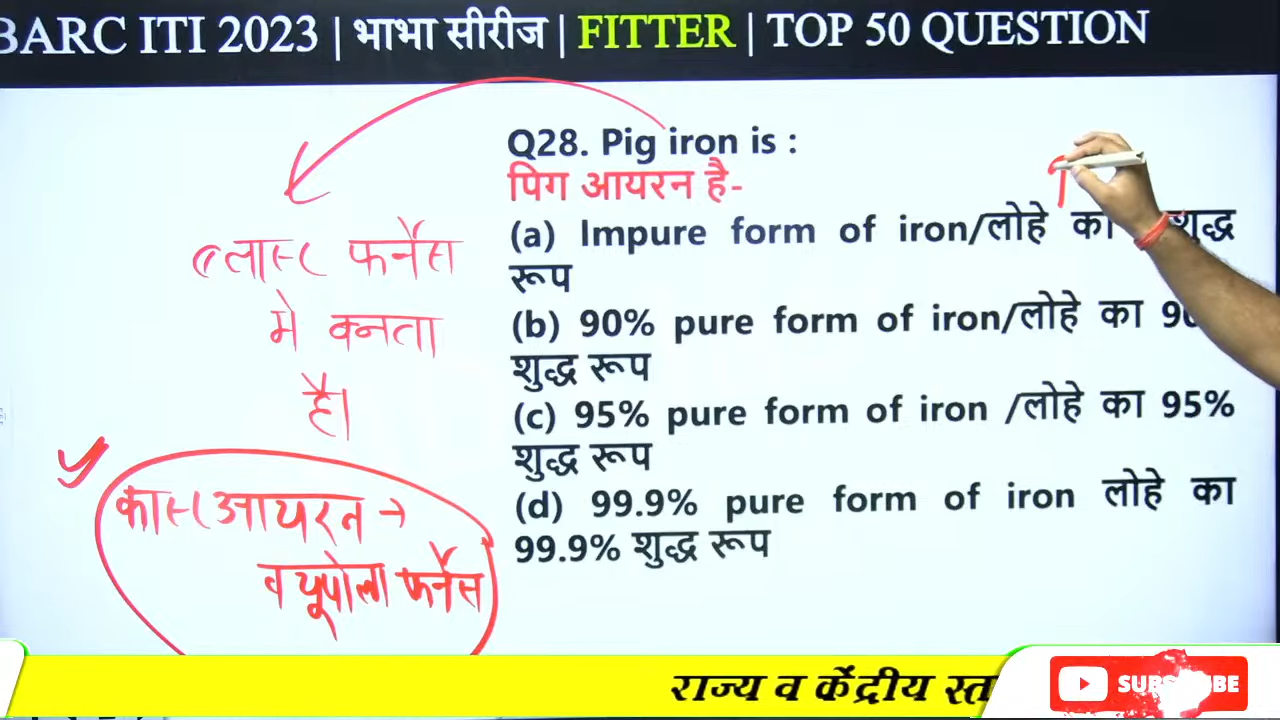 BARC ITI 2023 | भाभा सीरीज | FITTER | TOP 50 QUESTION
Q28. Pig iron is :
पिग आयरन है-
(a) Impure form of iron/लोहे का शुद्ध
रूप
(b) 90% pure form of iron/लोहे का
शुद्ध रूप
(c) 95% pure form of iron /लोहे का 95%
शुद्ध रूप
(d) 99.9% pure form of iron लोहे का
99.9% शुद्ध रूप
ब्लास्ट फर्नेस
मे बनता
है।
कास्ट आयरन →
क्यूपोला फर्नेस
राज्य व केंद्रीय
SUBSCRIBE